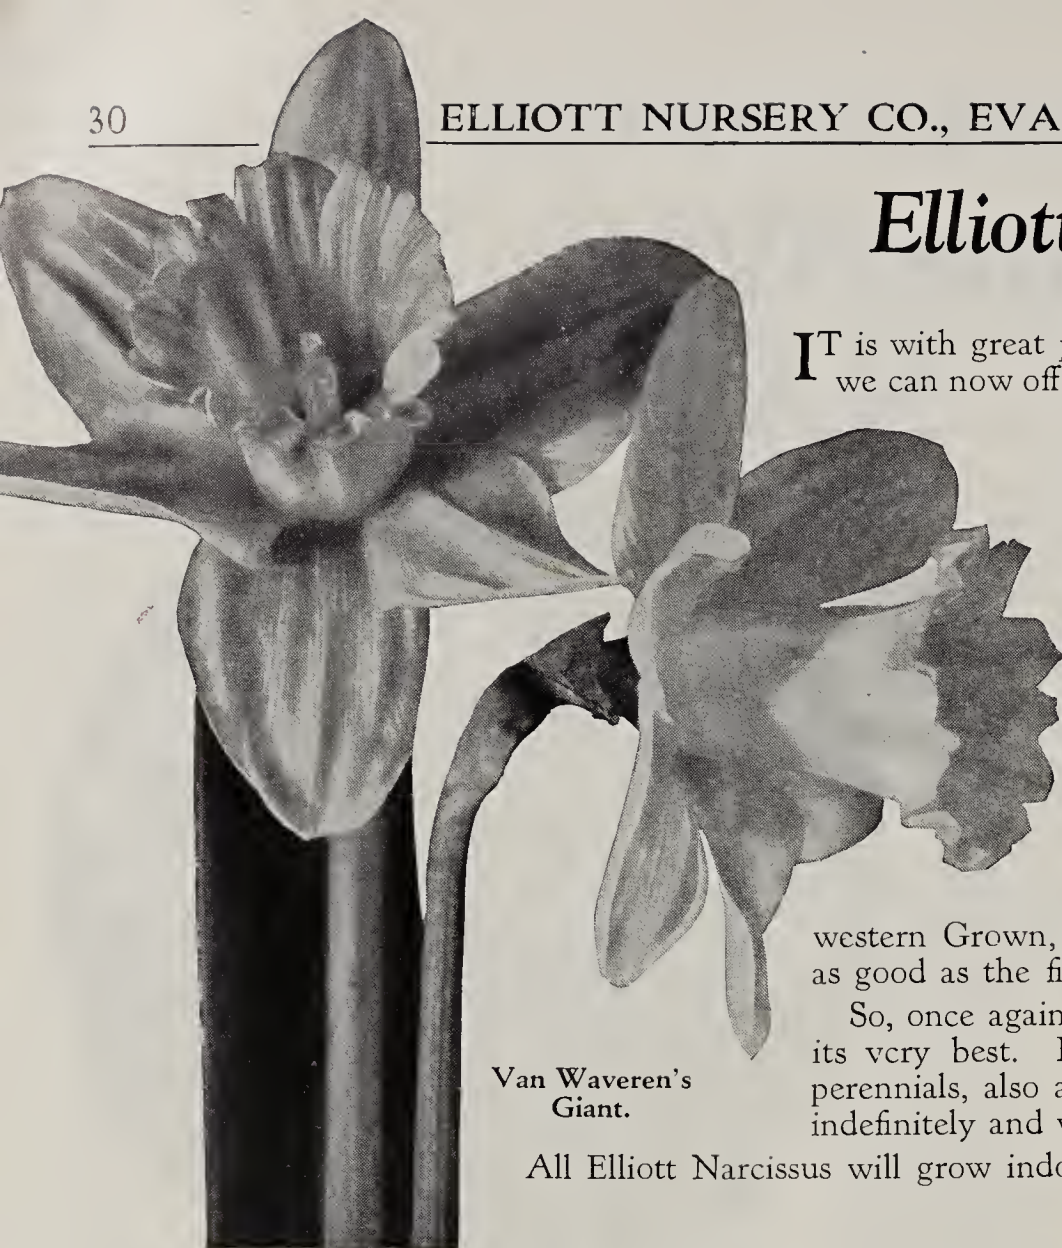 30
ELLIOTT NURSERY CO., EVA
Elliott
IT is with great
we can now off
western Grown,
as good as the fi
So, once again
its very best.
perennials, also a
indefinitely and
Van Waveren's
Giant.
All Elliott Narcissus will grow indo